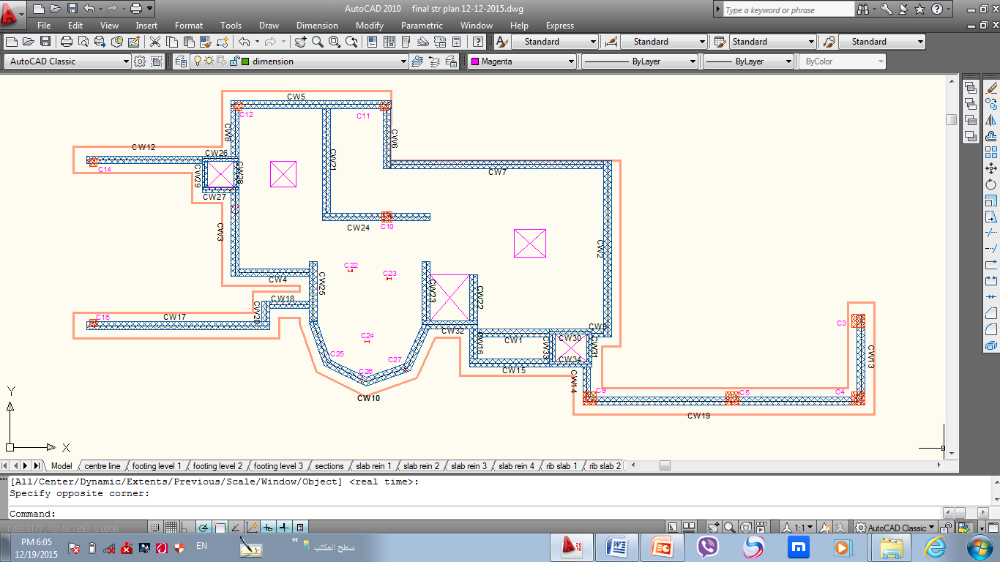 AutoCAD 2010 final str plan 12-12-2015.dwg
Type a keyword or phrase
File Edit View Insert Format Tools Draw Dimension Modify Parametric Window Help Express
Standard Standard Standard Standard
AutoCAD Classic dimension Magenta ByLayer ByLayer ByColor
CW5
C12 C11
CW8 CW6
CW12 CW26
CW21
C14 CW29 CW28 CW7
CW27
CW3 CW24 C10
CW2
C22
C23
CW4 CW25 CW23 CW22
CW18
C16 CW17 CW20
C3
CW32 CW9
C24 CW1 CW16 CW30 CW33 CW31
C25 C27 CW34 CW13
C26 CW15
CW14
CW10 C9 C5 C4
CW19
Y
X
Model centre line footing level 1 footing level 2 footing level 3 sections slab rein 1 slab rein 2 slab rein 3 slab rein 4 rib slab 1 rib slab 2
[All/Center/Dynamic/Extents/Previous/Scale/Window/Object] <real time>:
Specify opposite corner:
Command:
1388.5177, 10148.7893, 0.0000 1:1 AutoCAD Classic
PM 6:05
12/19/2015
EN
سطح المكتب